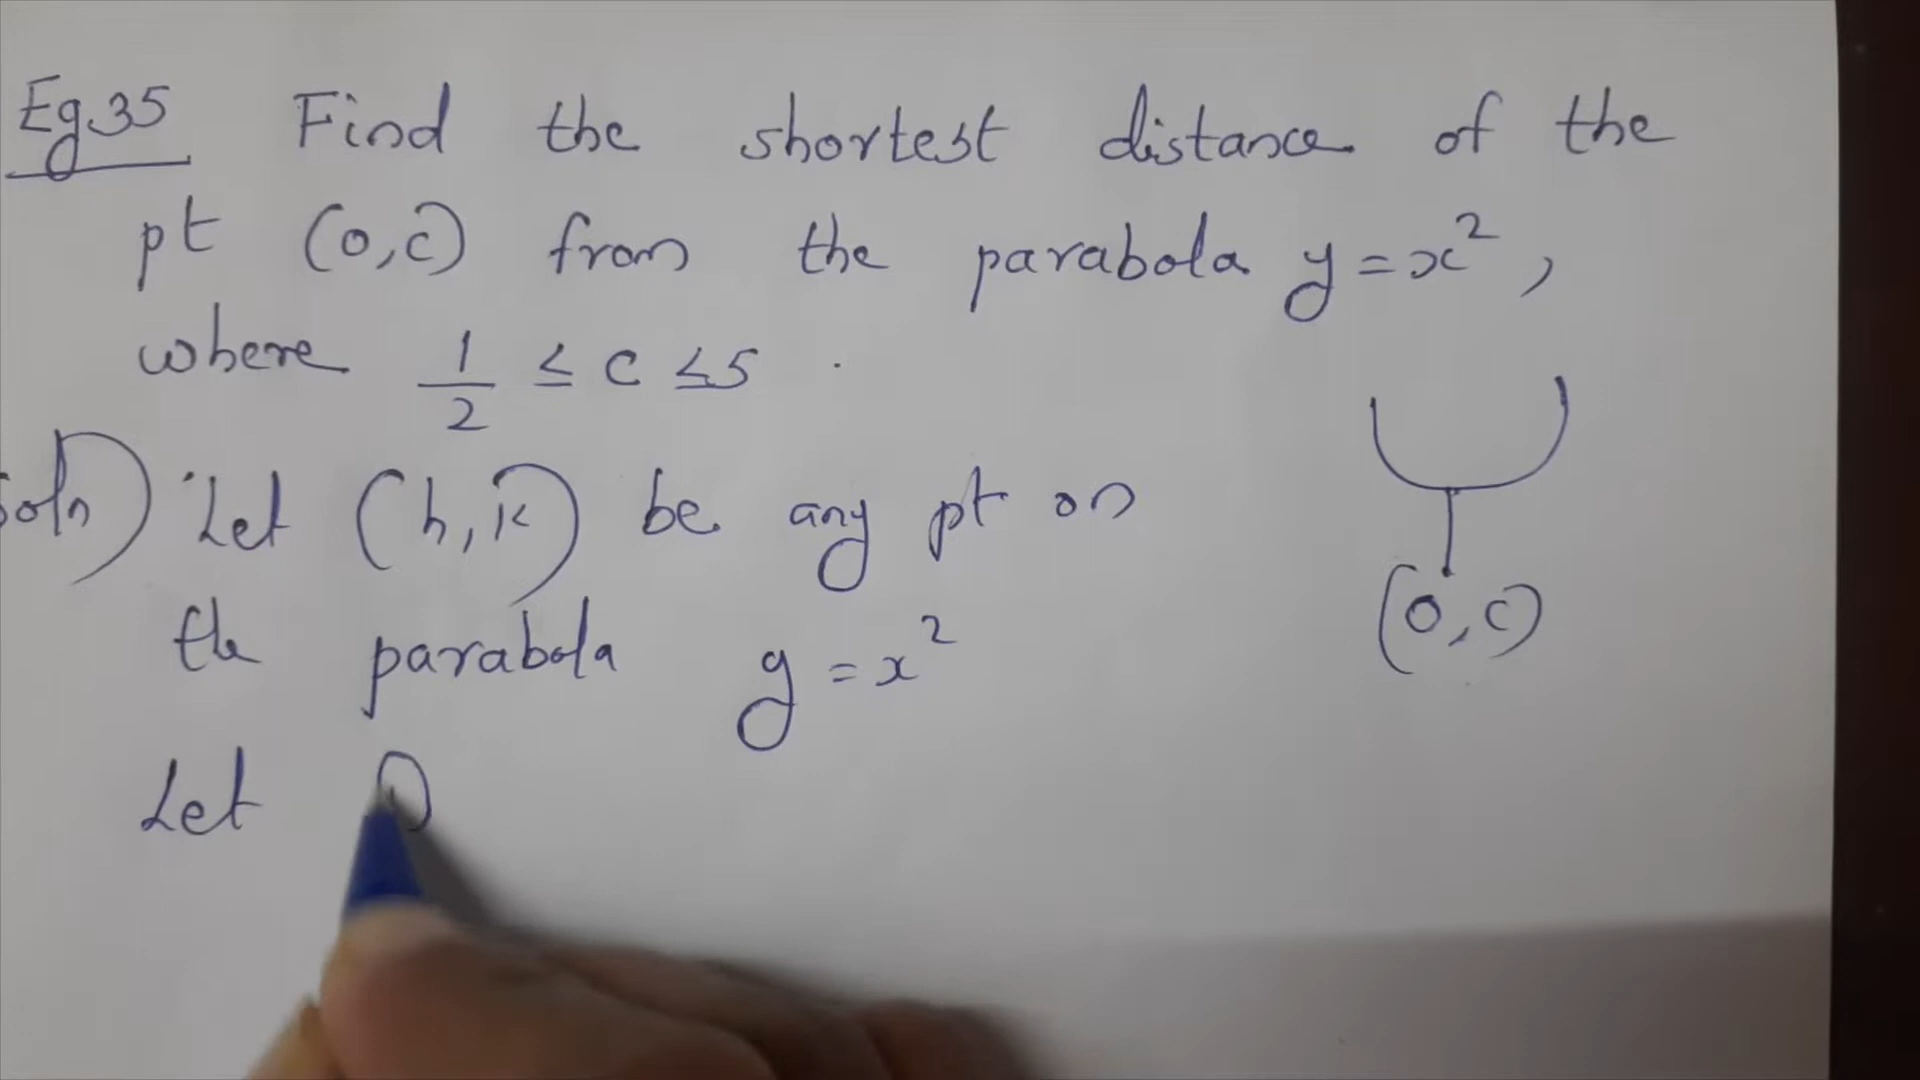 Eg 35 Find the shortest distance of the
pt (0,c) from the parabola y = x²,
where 1/2 ≤ c ≤ 5 .
Soln) Let (h,k) be any pt on
the parabola y = x²
(0,c)
Let D